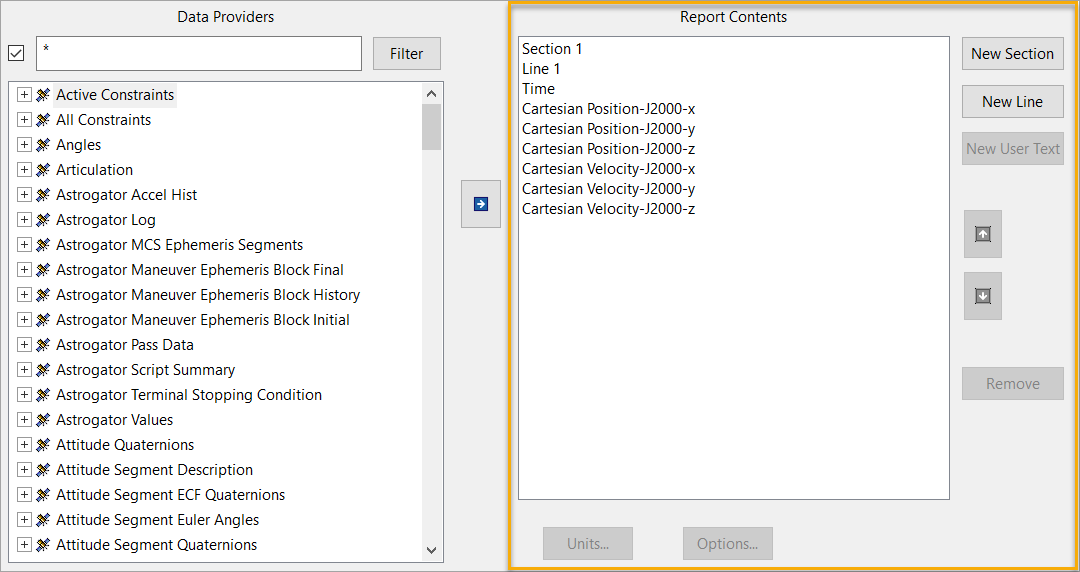 Data Providers
*
Filter
Active Constraints
All Constraints
Angles
Articulation
Astrogator Accel Hist
Astrogator Log
Astrogator MCS Ephemeris Segments
Astrogator Maneuver Ephemeris Block Final
Astrogator Maneuver Ephemeris Block History
Astrogator Maneuver Ephemeris Block Initial
Astrogator Pass Data
Astrogator Script Summary
Astrogator Terminal Stopping Condition
Astrogator Values
Attitude Quaternions
Attitude Segment Description
Attitude Segment ECF Quaternions
Attitude Segment Euler Angles
Attitude Segment Quaternions
Report Contents
Section 1
Line 1
Time
Cartesian Position-J2000-x
Cartesian Position-J2000-y
Cartesian Position-J2000-z
Cartesian Velocity-J2000-x
Cartesian Velocity-J2000-y
Cartesian Velocity-J2000-z
New Section
New Line
New User Text
Remove
Units...
Options...